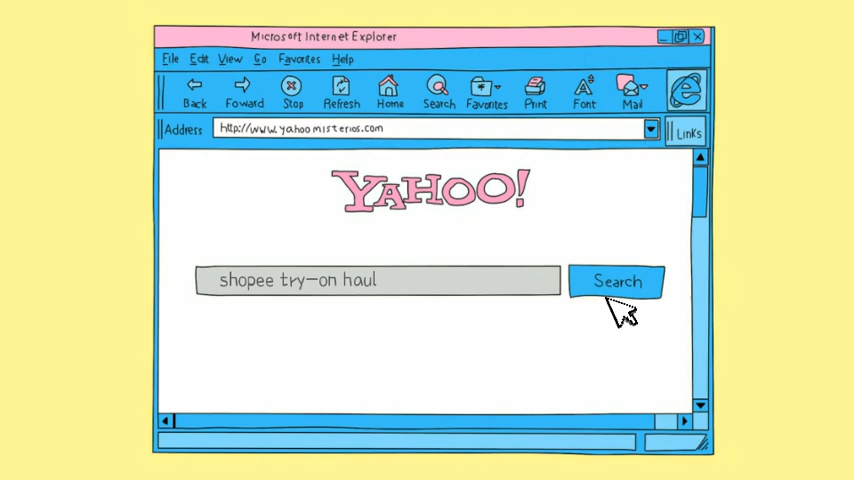 Microsoft Internet Explorer
File Edit View Go Favorites Help
Back Foward Stop Refresh Home Search Favorites Print Font Mail
Address http://www.yahoomisterios.com Links
YAHOO!
shopee try-on haul Search